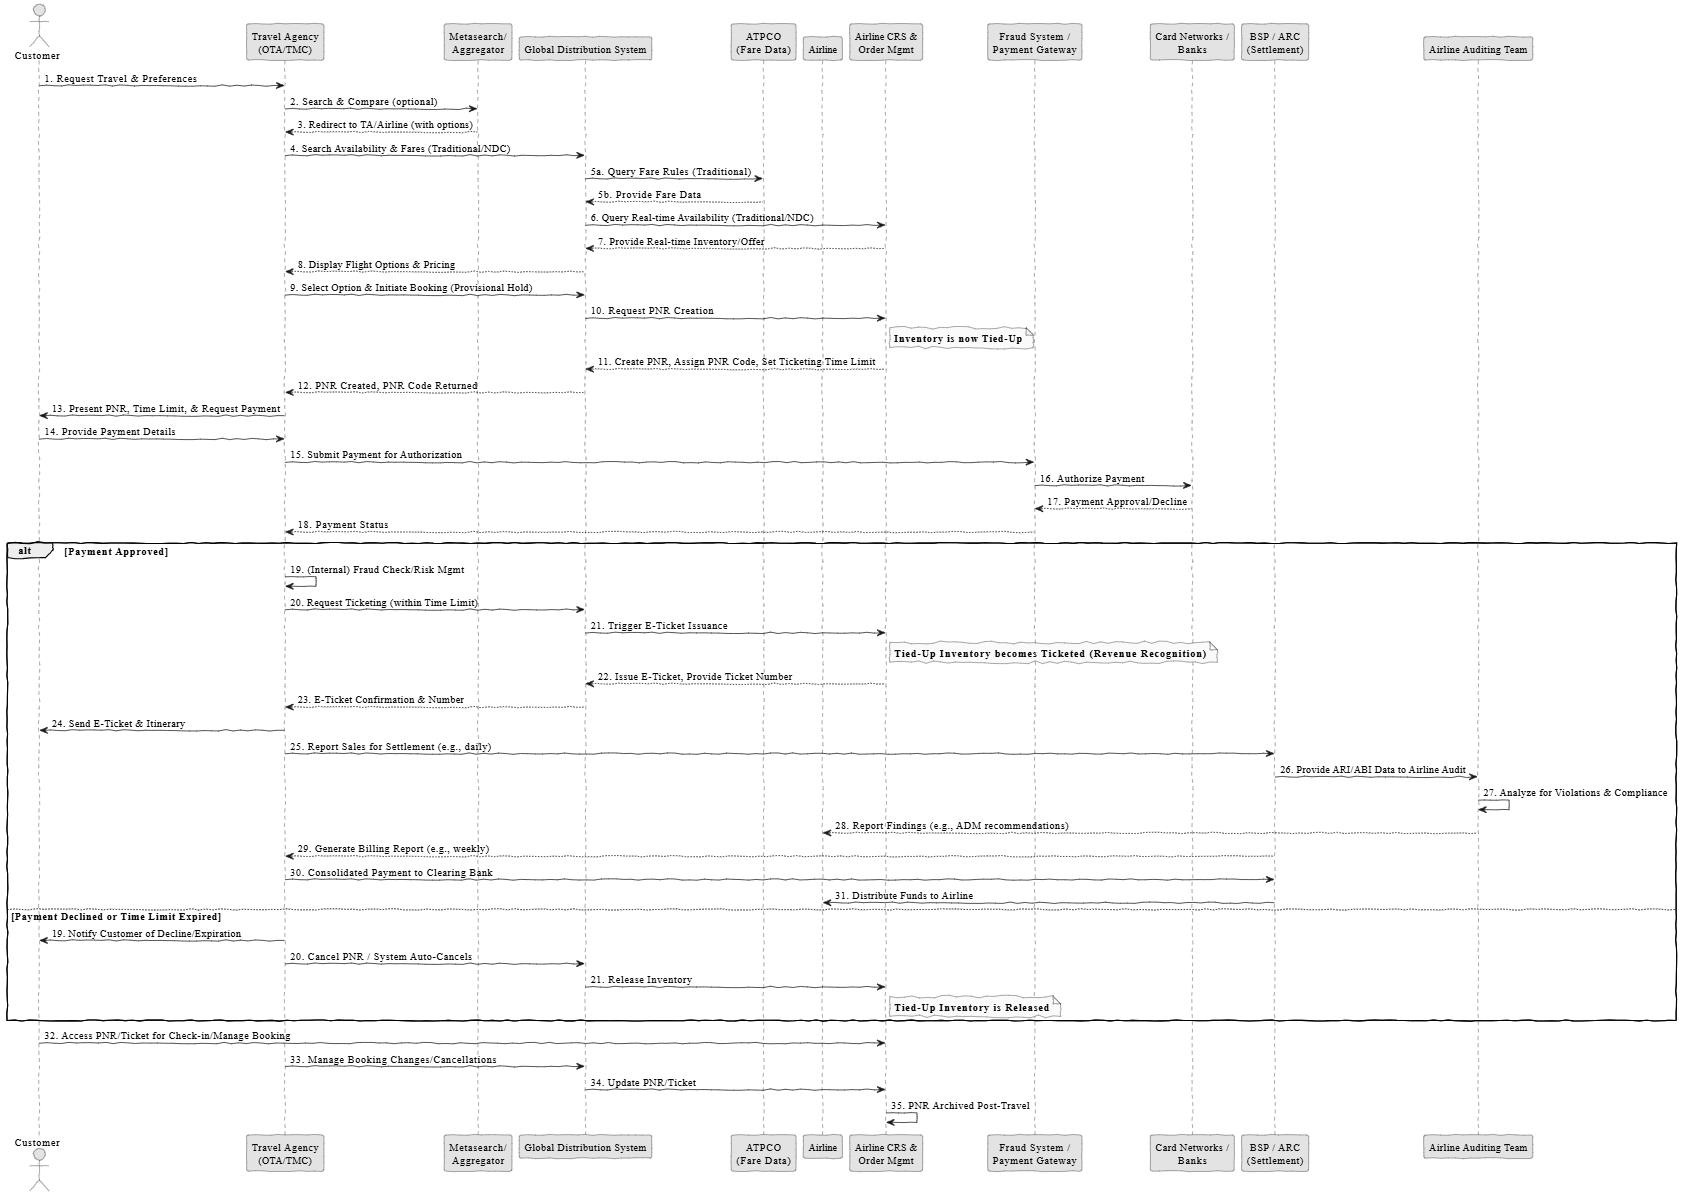 Customer
Travel Agency
(OTA/TMC)
Metasearch/
Aggregator
Global Distribution System
ATPCO
(Fare Data)
Airline
Airline CRS &
Order Mgmt
Fraud System /
Payment Gateway
Card Networks /
Banks
BSP / ARC
(Settlement)
Airline Auditing Team
1. Request Travel & Preferences
2. Search & Compare (optional)
3. Redirect to TA/Airline (with options)
4. Search Availability & Fares (Traditional/NDC)
5a. Query Fare Rules (Traditional)
5b. Provide Fare Data
6. Query Real-time Availability (Traditional/NDC)
7. Provide Real-time Inventory/Offer
8. Display Flight Options & Pricing
9. Select Option & Initiate Booking (Provisional Hold)
10. Request PNR Creation
Inventory is now Tied-Up
11. Create PNR, Assign PNR Code, Set Ticketing Time Limit
12. PNR Created, PNR Code Returned
13. Present PNR, Time Limit, & Request Payment
14. Provide Payment Details
15. Submit Payment for Authorization
16. Authorize Payment
17. Payment Approval/Decline
18. Payment Status
alt [Payment Approved]
19. (Internal) Fraud Check/Risk Mgmt
20. Request Ticketing (within Time Limit)
21. Trigger E-Ticket Issuance
Tied-Up Inventory becomes Ticketed (Revenue Recognition)
22. Issue E-Ticket, Provide Ticket Number
23. E-Ticket Confirmation & Number
24. Send E-Ticket & Itinerary
25. Report Sales for Settlement (e.g., daily)
26. Provide ARI/ABI Data to Airline Audit
27. Analyze for Violations & Compliance
28. Report Findings (e.g., ADM recommendations)
29. Generate Billing Report (e.g., weekly)
30. Consolidated Payment to Clearing Bank
31. Distribute Funds to Airline
[Payment Declined or Time Limit Expired]
19. Notify Customer of Decline/Expiration
20. Cancel PNR / System Auto-Cancels
21. Release Inventory
Tied-Up Inventory is Released
32. Access PNR/Ticket for Check-in/Manage Booking
33. Manage Booking Changes/Cancellations
34. Update PNR/Ticket
35. PNR Archived Post-Travel
Customer
Travel Agency
(OTA/TMC)
Metasearch/
Aggregator
Global Distribution System
ATPCO
(Fare Data)
Airline
Airline CRS &
Order Mgmt
Fraud System /
Payment Gateway
Card Networks /
Banks
BSP / ARC
(Settlement)
Airline Auditing Team